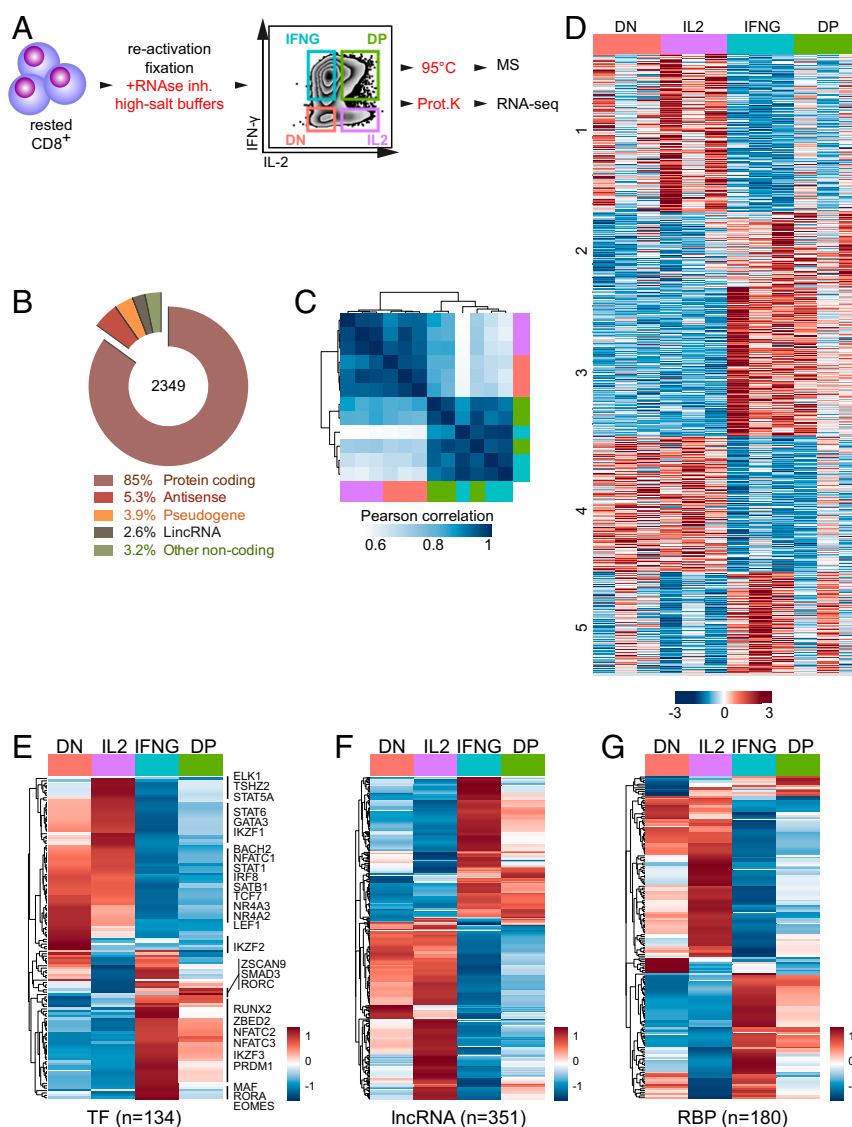 A
rested
CD8+
re-activation
fixation
+RNAse inh.
high-salt buffers
IFNG
DP
DN
IL2
IFN-γ
IL-2
95°C
MS
Prot.K
RNA-seq
B
2349
85% Protein coding
5.3% Antisense
3.9% Pseudogene
2.6% LincRNA
3.2% Other non-coding
C
Pearson correlation
0.6 0.8 1
D
DN IL2 IFNG DP
1
2
3
4
5
-3 0 3
E
DN IL2 IFNG DP
ELK1
TSHZ2
STAT5A
STAT6
GATA3
IKZF1
BACH2
NFATC1
STAT1
IRF8
SATB1
TCF7
NR4A3
NR4A2
LEF1
IKZF2
ZSCAN9
SMAD3
RORC
RUNX2
ZBED2
NFATC2
NFATC3
IKZF3
PRDM1
MAF
RORA
EOMES
1
0
-1
TF (n=134)
F
DN IL2 IFNG DP
1
0
-1
lncRNA (n=351)
G
DN IL2 IFNG DP
1
0
-1
RBP (n=180)